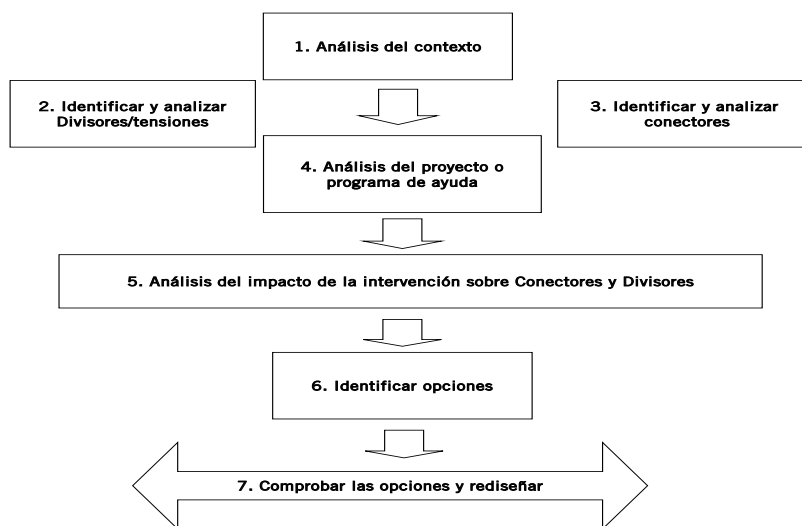 1. Análisis del contexto
2. Identificar y analizar
Divisores/tensiones
3. Identificar y analizar
conectores
4. Análisis del proyecto o
programa de ayuda
5. Análisis del impacto de la intervención sobre Conectores y Divisores
6. Identificar opciones
7. Comprobar las opciones y rediseñar